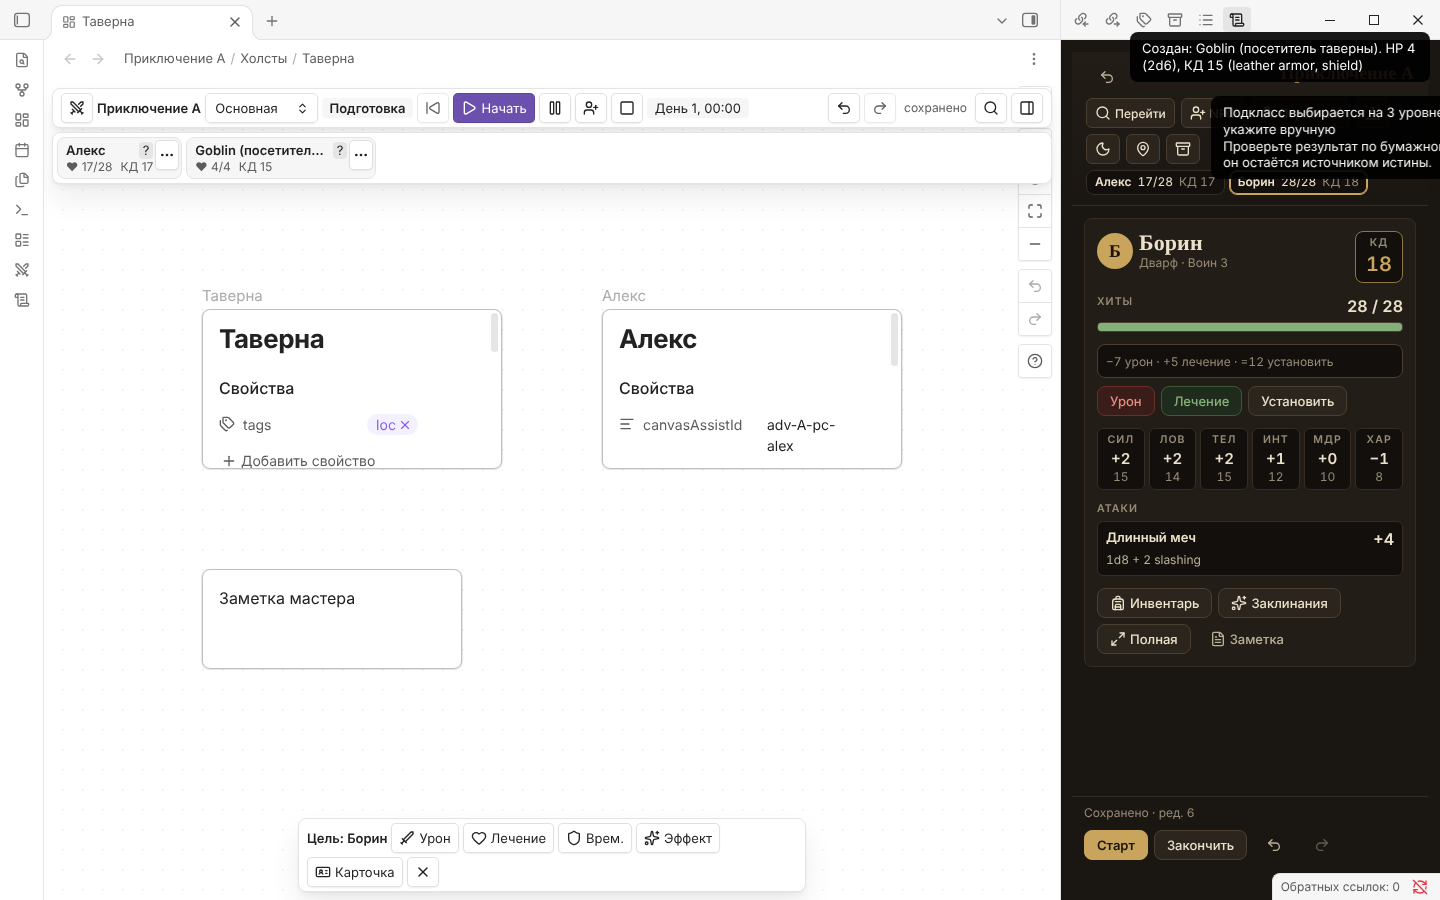 Таверна
Приключение A / Холсты / Таверна
Приключение A
Основная
Подготовка
Начать
День 1, 00:00
сохранено
Алекс ?
17/28 КД 17
Goblin (посетител... ?
4/4 КД 15
Таверна
Таверна
Свойства
tags loc
Добавить свойство
Алекс
Алекс
Свойства
canvasAssistId adv-A-pc-
alex
Заметка мастера
Цель: Борин
Урон
Лечение
Врем.
Эффект
Карточка
Создан: Goblin (посетитель таверны). HP 4
(2d6), КД 15 (leather armor, shield)
Приключение A
Перейти
Подкласс выбирается на 3 уровне
укажите вручную
Проверьте результат по бумажно
он остаётся источником истины.
Алекс 17/28 КД 17
Борин 28/28 КД 18
Б
Борин
Дварф · Воин 3
КД
18
ХИТЫ
28 / 28
−7 урон · +5 лечение · =12 установить
Урон
Лечение
Установить
СИЛ ЛОВ ТЕЛ ИНТ МДР ХАР
+2 +2 +2 +1 +0 −1
15 14 15 12 10 8
АТАКИ
Длинный меч +4
1d8 + 2 slashing
Инвентарь
Заклинания
Полная
Заметка
Сохранено · ред. 6
Старт
Закончить
Обратных ссылок: 0